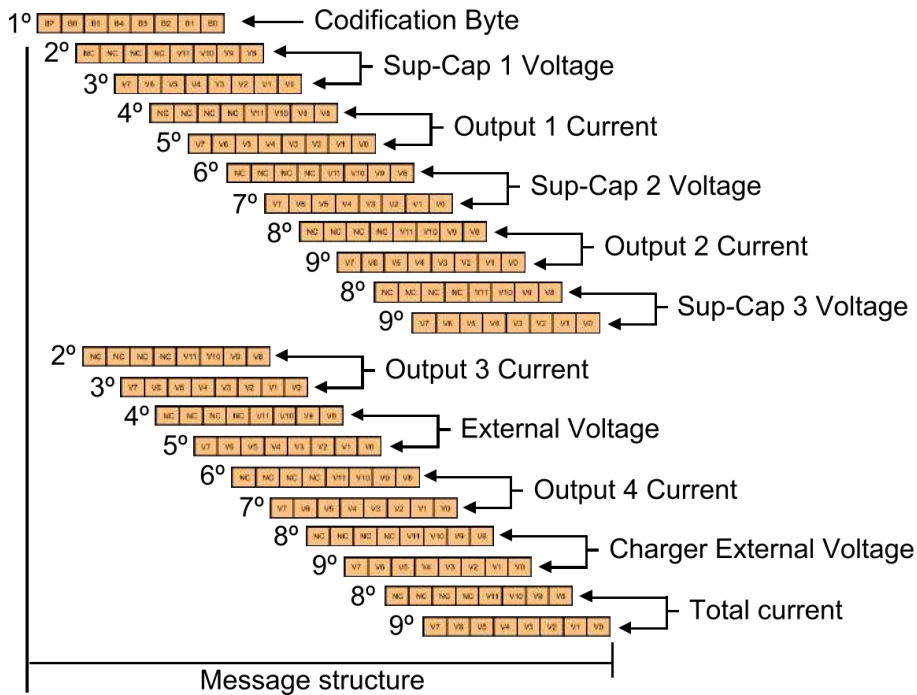 1º B7 B6 B5 B4 B3 B2 B1 B0 Codification Byte
2º NC NC NC NC V11 V10 V9 V8
Sup-Cap 1 Voltage
3º V7 V6 V5 V4 V3 V2 V1 V0
4º NC NC NC NC V11 V10 V9 V8
Output 1 Current
5º V7 V6 V5 V4 V3 V2 V1 V0
6º NC NC NC NC V11 V10 V9 V8
Sup-Cap 2 Voltage
7º V7 V6 V5 V4 V3 V2 V1 V0
8º NC NC NC NC V11 V10 V9 V8
Output 2 Current
9º V7 V6 V5 V4 V3 V2 V1 V0
8º NC NC NC NC V11 V10 V9 V8
Sup-Cap 3 Voltage
9º V7 V6 V5 V4 V3 V2 V1 V0
2º NC NC NC NC V11 V10 V9 V8
Output 3 Current
3º V7 V6 V5 V4 V3 V2 V1 V0
4º NC NC NC NC V11 V10 V9 V8
External Voltage
5º V7 V6 V5 V4 V3 V2 V1 V0
6º NC NC NC NC V11 V10 V9 V8
Output 4 Current
7º V7 V6 V5 V4 V3 V2 V1 V0
8º NC NC NC NC V11 V10 V9 V8
Charger External Voltage
9º V7 V6 V5 V4 V3 V2 V1 V0
8º NC NC NC NC V11 V10 V9 V8
Total current
9º V7 V6 V5 V4 V3 V2 V1 V0
Message structure